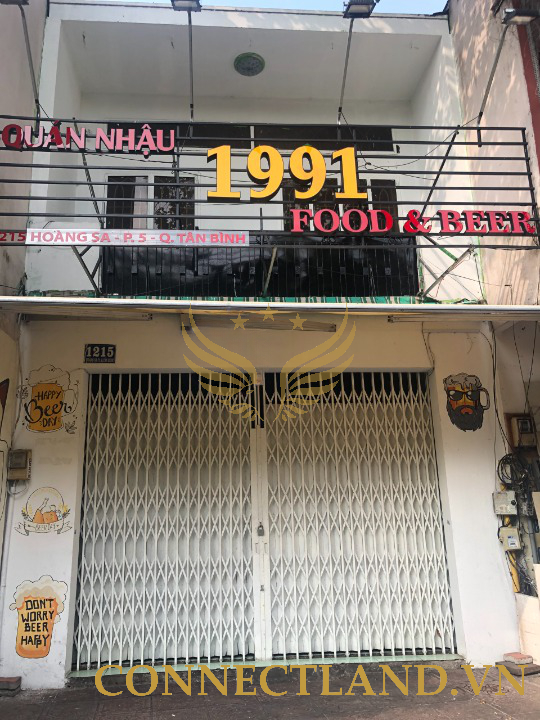 QUÁN NHẬU
1991
FOOD & BEER
215 HOÀNG SA - P. 5 - Q. TÂN BÌNH
1215
HAPPY
Beer
DAY
DON'T
WORRY
BEER
HAPPY
CONNECTLAND.VN